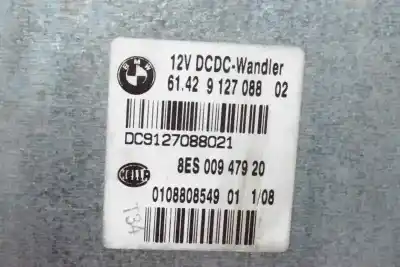 BMW
12V DCDC-Wandler
61.42 9 127 088 02
DC9127088021
8ES 009 479 20
HELLA
0108808549 01 1/08
T34